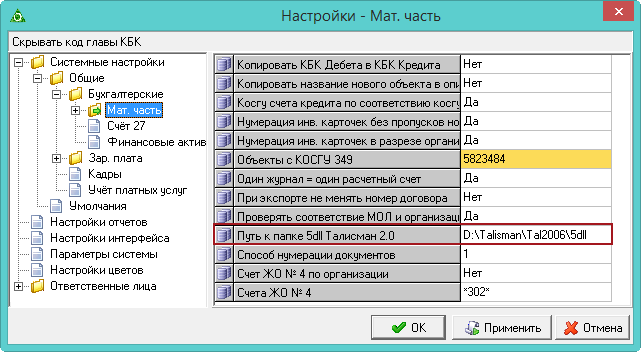 Настройки - Мат. часть
Скрывать код главы КБК
Системные настройки
Общие
Бухгалтерские
Мат. часть
Счёт 27
Финансовые актив
Зар. плата
Кадры
Учёт платных услуг
Умолчания
Настройки отчетов
Настройки интерфейса
Параметры системы
Настройки цветов
Ответственные лица
Копировать КБК Дебета в КБК Кредита Нет
Копировать название нового объекта в опи Нет
Косгу счета кредита по соответствию косгу Да
Нумерация инв. карточек без пропусков но Да
Нумерация инв. карточек в разрезе органи Да
Объекты с КОСГУ 349 5823484
Один журнал = один расчетный счет Да
При экспорте не менять номер договора Нет
Проверять соответствие МОЛ и организац Да
Путь к папке 5dll Талисман 2.0 D:\Talisman\Tal2006\5dll
Способ нумерации документов 1
Счет ЖО № 4 по организации Нет
Счета ЖО № 4 *302*
OK Применить Отмена